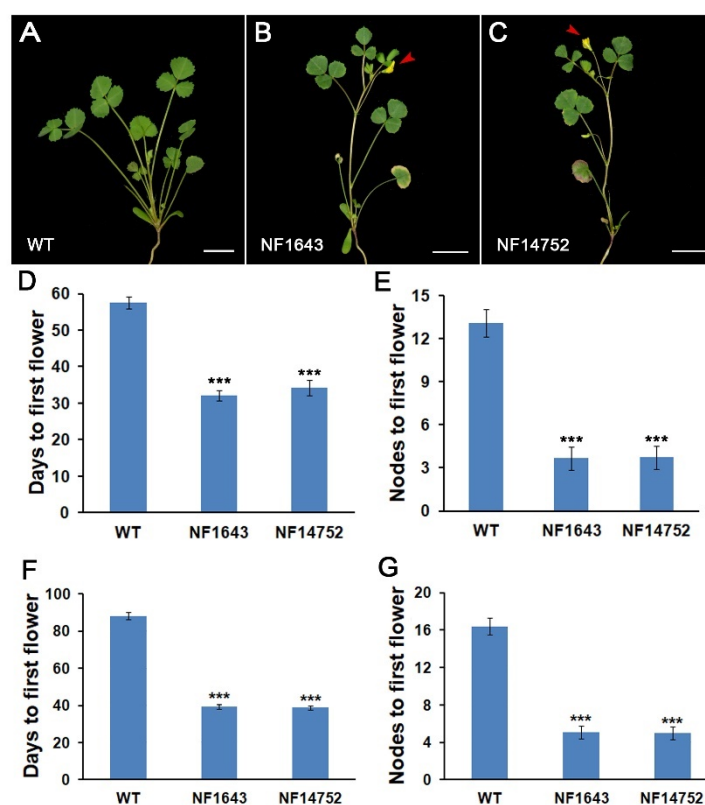 A
B
C
WT
NF1643
NF14752
D
E
Days to first flower
60
50
40
30
20
10
0
***
***
WT
NF1643
NF14752
Nodes to first flower
15
12
9
6
3
0
***
***
WT
NF1643
NF14752
F
G
Days to first flower
100
80
60
40
20
0
***
***
WT
NF1643
NF14752
Nodes to first flower
20
16
12
8
4
0
***
***
WT
NF1643
NF14752